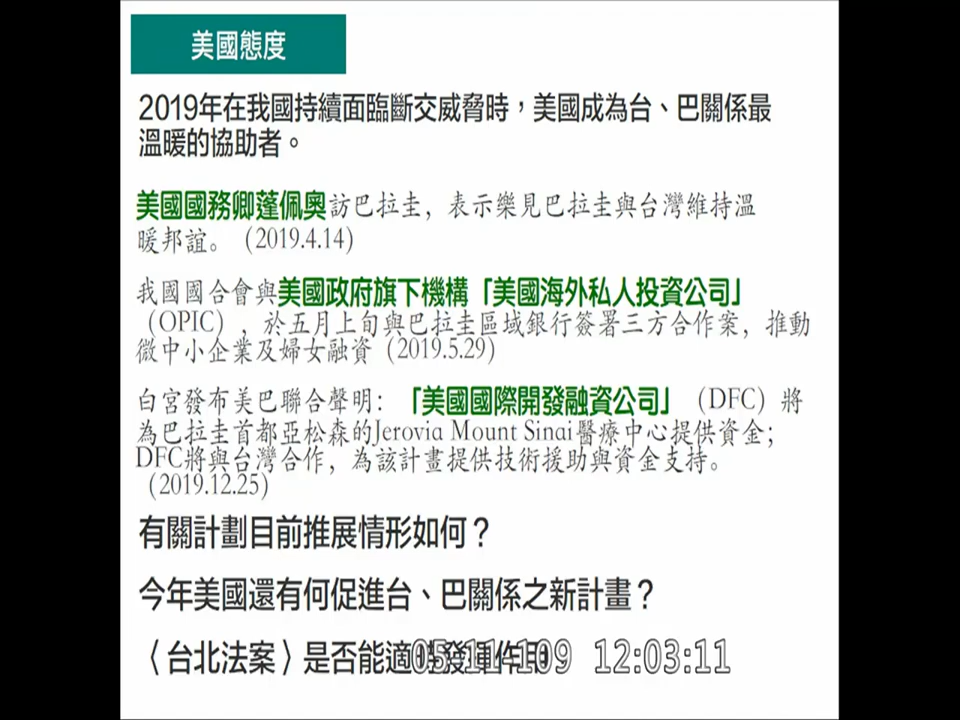 美國態度
2019年在我國持續面臨斷交威脅時，美國成為台、巴關係最
溫暖的協助者。
美國國務卿蓬佩奧訪巴拉圭，表示樂見巴拉圭與台灣維持溫
暖邦誼。（2019.4.14）
我國國合會與美國政府旗下機構「美國海外私人投資公司」
（OPIC），於五月上旬與巴拉圭區域銀行簽署三方合作案，推動
微中小企業及婦女融資（2019.5.29）
白宮發布美巴聯合聲明：「美國國際開發融資公司」（DFC）將
為巴拉圭首都亞松森的Jerovia Mount Sinai醫療中心提供資金；
DFC將與台灣合作，為該計畫提供技術援助與資金支持。
（2019.12.25）
有關計劃目前推展情形如何？
今年美國還有何促進台、巴關係之新計畫？
〈台北法案〉是否能適時發揮作用
05 11 109 12:03:11